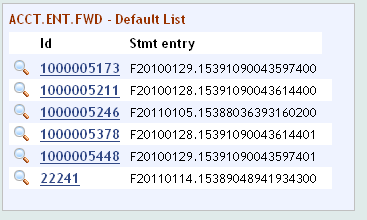 ACCT.ENT.FWD - Default List
Id Stmt entry
1000005173 F20100129.15391090043597400
1000005211 F20100128.15391090043614400
1000005246 F20110105.15388036393160200
1000005378 F20100128.15391090043614401
1000005448 F20100129.15391090043597401
22241 F20110114.15389048941934300